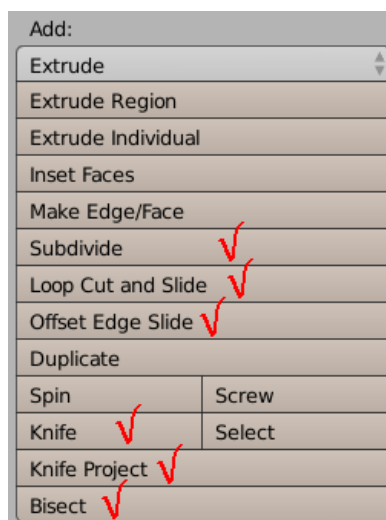 Add:
Extrude
Extrude Region
Extrude Individual
Inset Faces
Make Edge/Face
Subdivide
Loop Cut and Slide
Offset Edge Slide
Duplicate
Spin Screw
Knife Select
Knife Project
Bisect